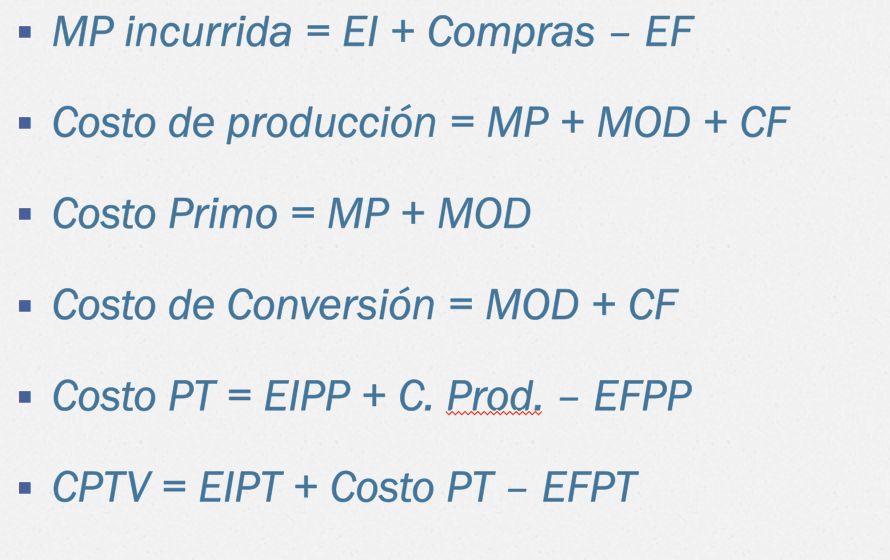 ▪ MP incurrida = EI + Compras – EF
▪ Costo de producción = MP + MOD + CF
▪ Costo Primo = MP + MOD
▪ Costo de Conversión = MOD + CF
▪ Costo PT = EIPP + C. Prod. – EFPP
▪ CPTV = EIPT + Costo PT – EFPT